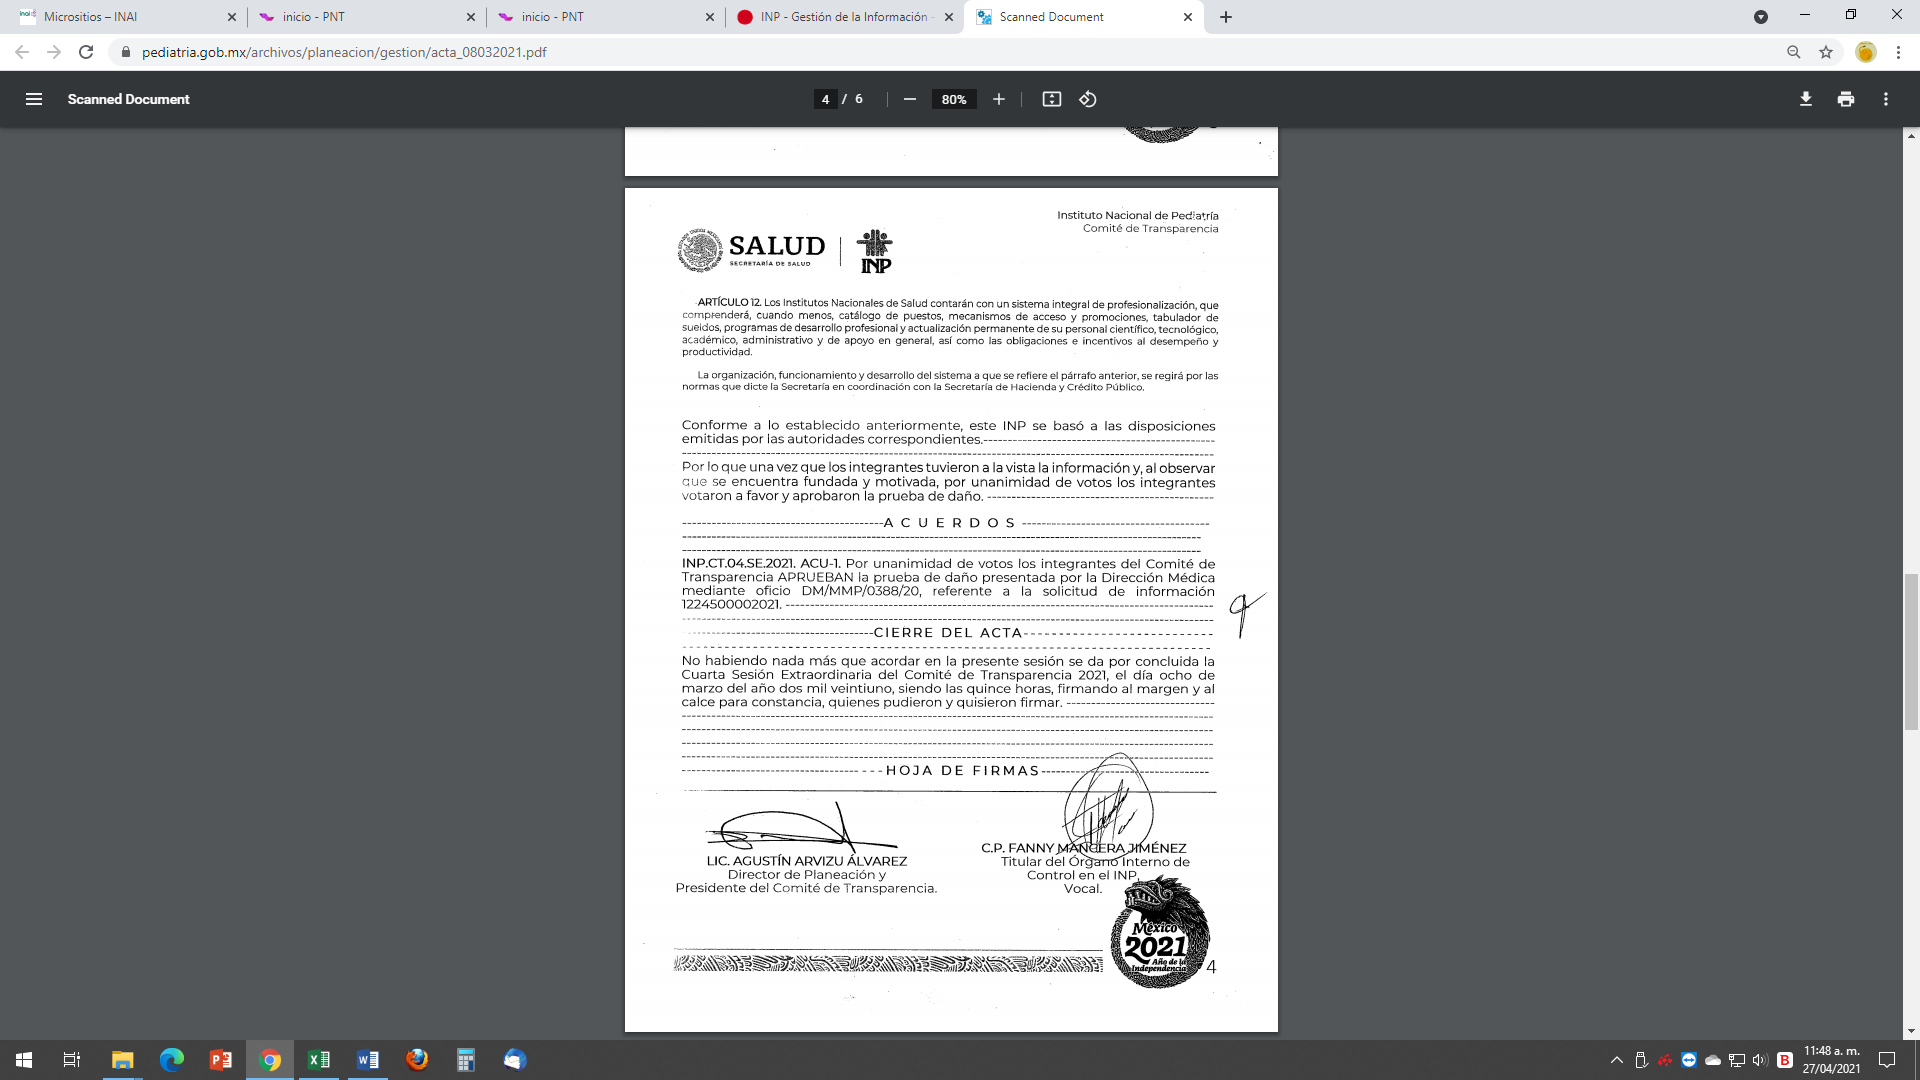 Micrositios – INAI
inicio - PNT
inicio - PNT
INP - Gestión de la Información -
Scanned Document
pediatria.gob.mx/archivos/planeacion/gestion/acta_08032021.pdf
Scanned Document
4 / 6
80%
Instituto Nacional de Pediatría
Comité de Transparencia
SALUD
SECRETARÍA DE SALUD
INP
ARTÍCULO 12. Los Institutos Nacionales de Salud contarán con un sistema integral de profesionalización, que
comprenderá, cuando menos, catálogo de puestos, mecanismos de acceso y promociones, tabulador de
sueldos, programas de desarrollo profesional y actualización permanente de su personal científico, tecnológico,
académico, administrativo y de apoyo en general, así como las obligaciones e incentivos al desempeño y
productividad.
La organización, funcionamiento y desarrollo del sistema a que se refiere el párrafo anterior, se regirá por las
normas que dicte la Secretaría en coordinación con la Secretaría de Hacienda y Crédito Público.
Conforme a lo establecido anteriormente, este INP se basó a las disposiciones
emitidas por las autoridades correspondientes.
Por lo que una vez que los integrantes tuvieron a la vista la información y, al observar
que se encuentra fundada y motivada, por unanimidad de votos los integrantes
votaron a favor y aprobaron la prueba de daño.
A C U E R D O S
INP.CT.04.SE.2021. ACU-1. Por unanimidad de votos los integrantes del Comité de
Transparencia APRUEBAN la prueba de daño presentada por la Dirección Médica
mediante oficio DM/MMP/0388/20, referente a la solicitud de información
1224500002021.
CIERRE DEL ACTA
No habiendo nada más que acordar en la presente sesión se da por concluida la
Cuarta Sesión Extraordinaria del Comité de Transparencia 2021, el día ocho de
marzo del año dos mil veintiuno, siendo las quince horas, firmando al margen y al
calce para constancia, quienes pudieron y quisieron firmar.
HOJA DE FIRMAS
LIC. AGUSTÍN ARVIZU ÁLVAREZ
Director de Planeación y
Presidente del Comité de Transparencia.
C.P. FANNY MANCERA JIMÉNEZ
Titular del Órgano Interno de
Control en el INP,
Vocal.
México
2021
Año de la
Independencia
4
11:48 a. m.
27/04/2021